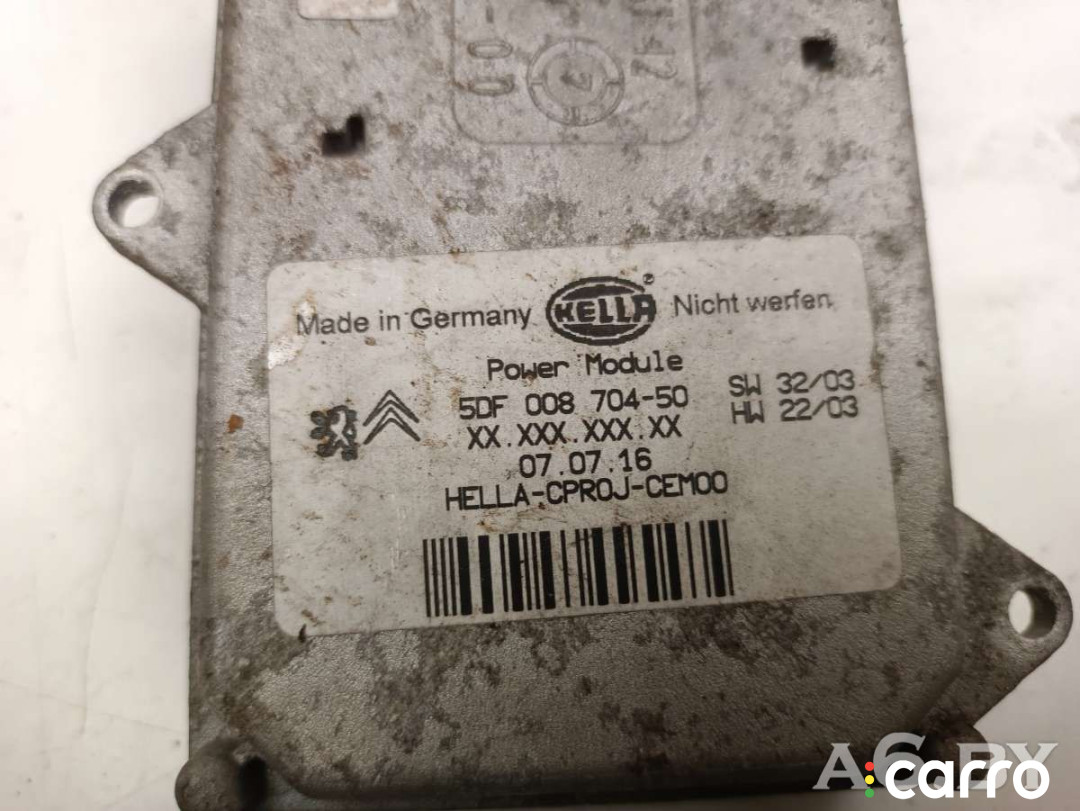 Made in Germany HELLA® Nicht werfen
Power Module
5DF 008 704-50 SW 32/03
XX.XXX.XXX.XX HW 22/03
07.07.16
HELLA-CPROJ-CEM00
carro